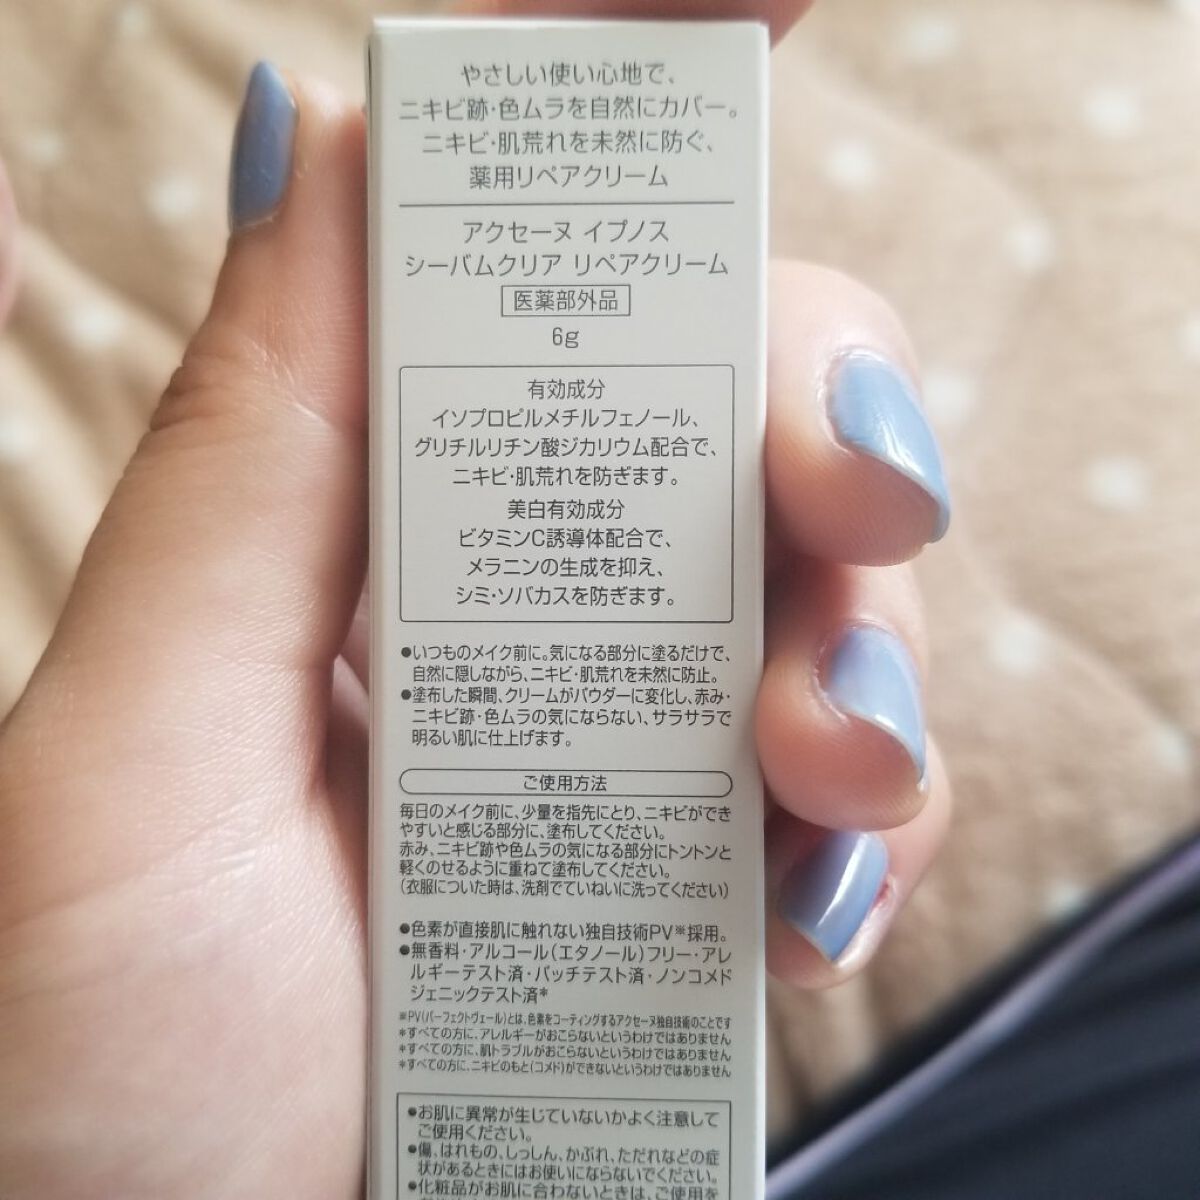 やさしい使い心地で、
ニキビ跡・色ムラを自然にカバー。
ニキビ・肌荒れを未然に防ぐ、
薬用リペアクリーム
アクセーヌ イプノス
シーバムクリア リペアクリーム
医薬部外品
6g
有効成分
イソプロピルメチルフェノール、
グリチルリチン酸ジカリウム配合で、
ニキビ・肌荒れを防ぎます。
美白有効成分
ビタミンC誘導体配合で、
メラニンの生成を抑え、
シミ・ソバカスを防ぎます。
●いつものメイク前に。気になる部分に塗るだけで、
自然に隠しながら、ニキビ・肌荒れを未然に防止。
●塗布した瞬間、クリームがパウダーに変化し、赤み・
ニキビ跡・色ムラの気にならない、サラサラで
明るい肌に仕上げます。
ご使用方法
毎日のメイク前に、少量を指先にとり、ニキビができ
やすいと感じる部分に、塗布してください。
赤み、ニキビ跡や色ムラの気になる部分にトントンと
軽くのせるように重ねて塗布してください。
(衣服についた時は、洗剤でていねいに洗ってください)
●色素が直接肌に触れない独自技術PV※採用。
●無香料・アルコール(エタノール)フリー・アレ
ルギーテスト済・パッチテスト済・ノンコメド
ジェニックテスト済*
※PV(パーフェクトヴェール)とは、色素をコーティングするアクセーヌ独自技術のことです
*すべての方に、アレルギーがおこらないというわけではありません
*すべての方に、肌トラブルがおこらないというわけではありません
*すべての方に、ニキビのもと(コメド)ができないというわけではありません
●お肌に異常が生じていないかよく注意して
ご使用ください。
●傷、はれもの、しっしん、かぶれ、ただれなどの症
状があるときにはお使いにならないでください。
●化粧品がお肌に合わないときは、ご使用を